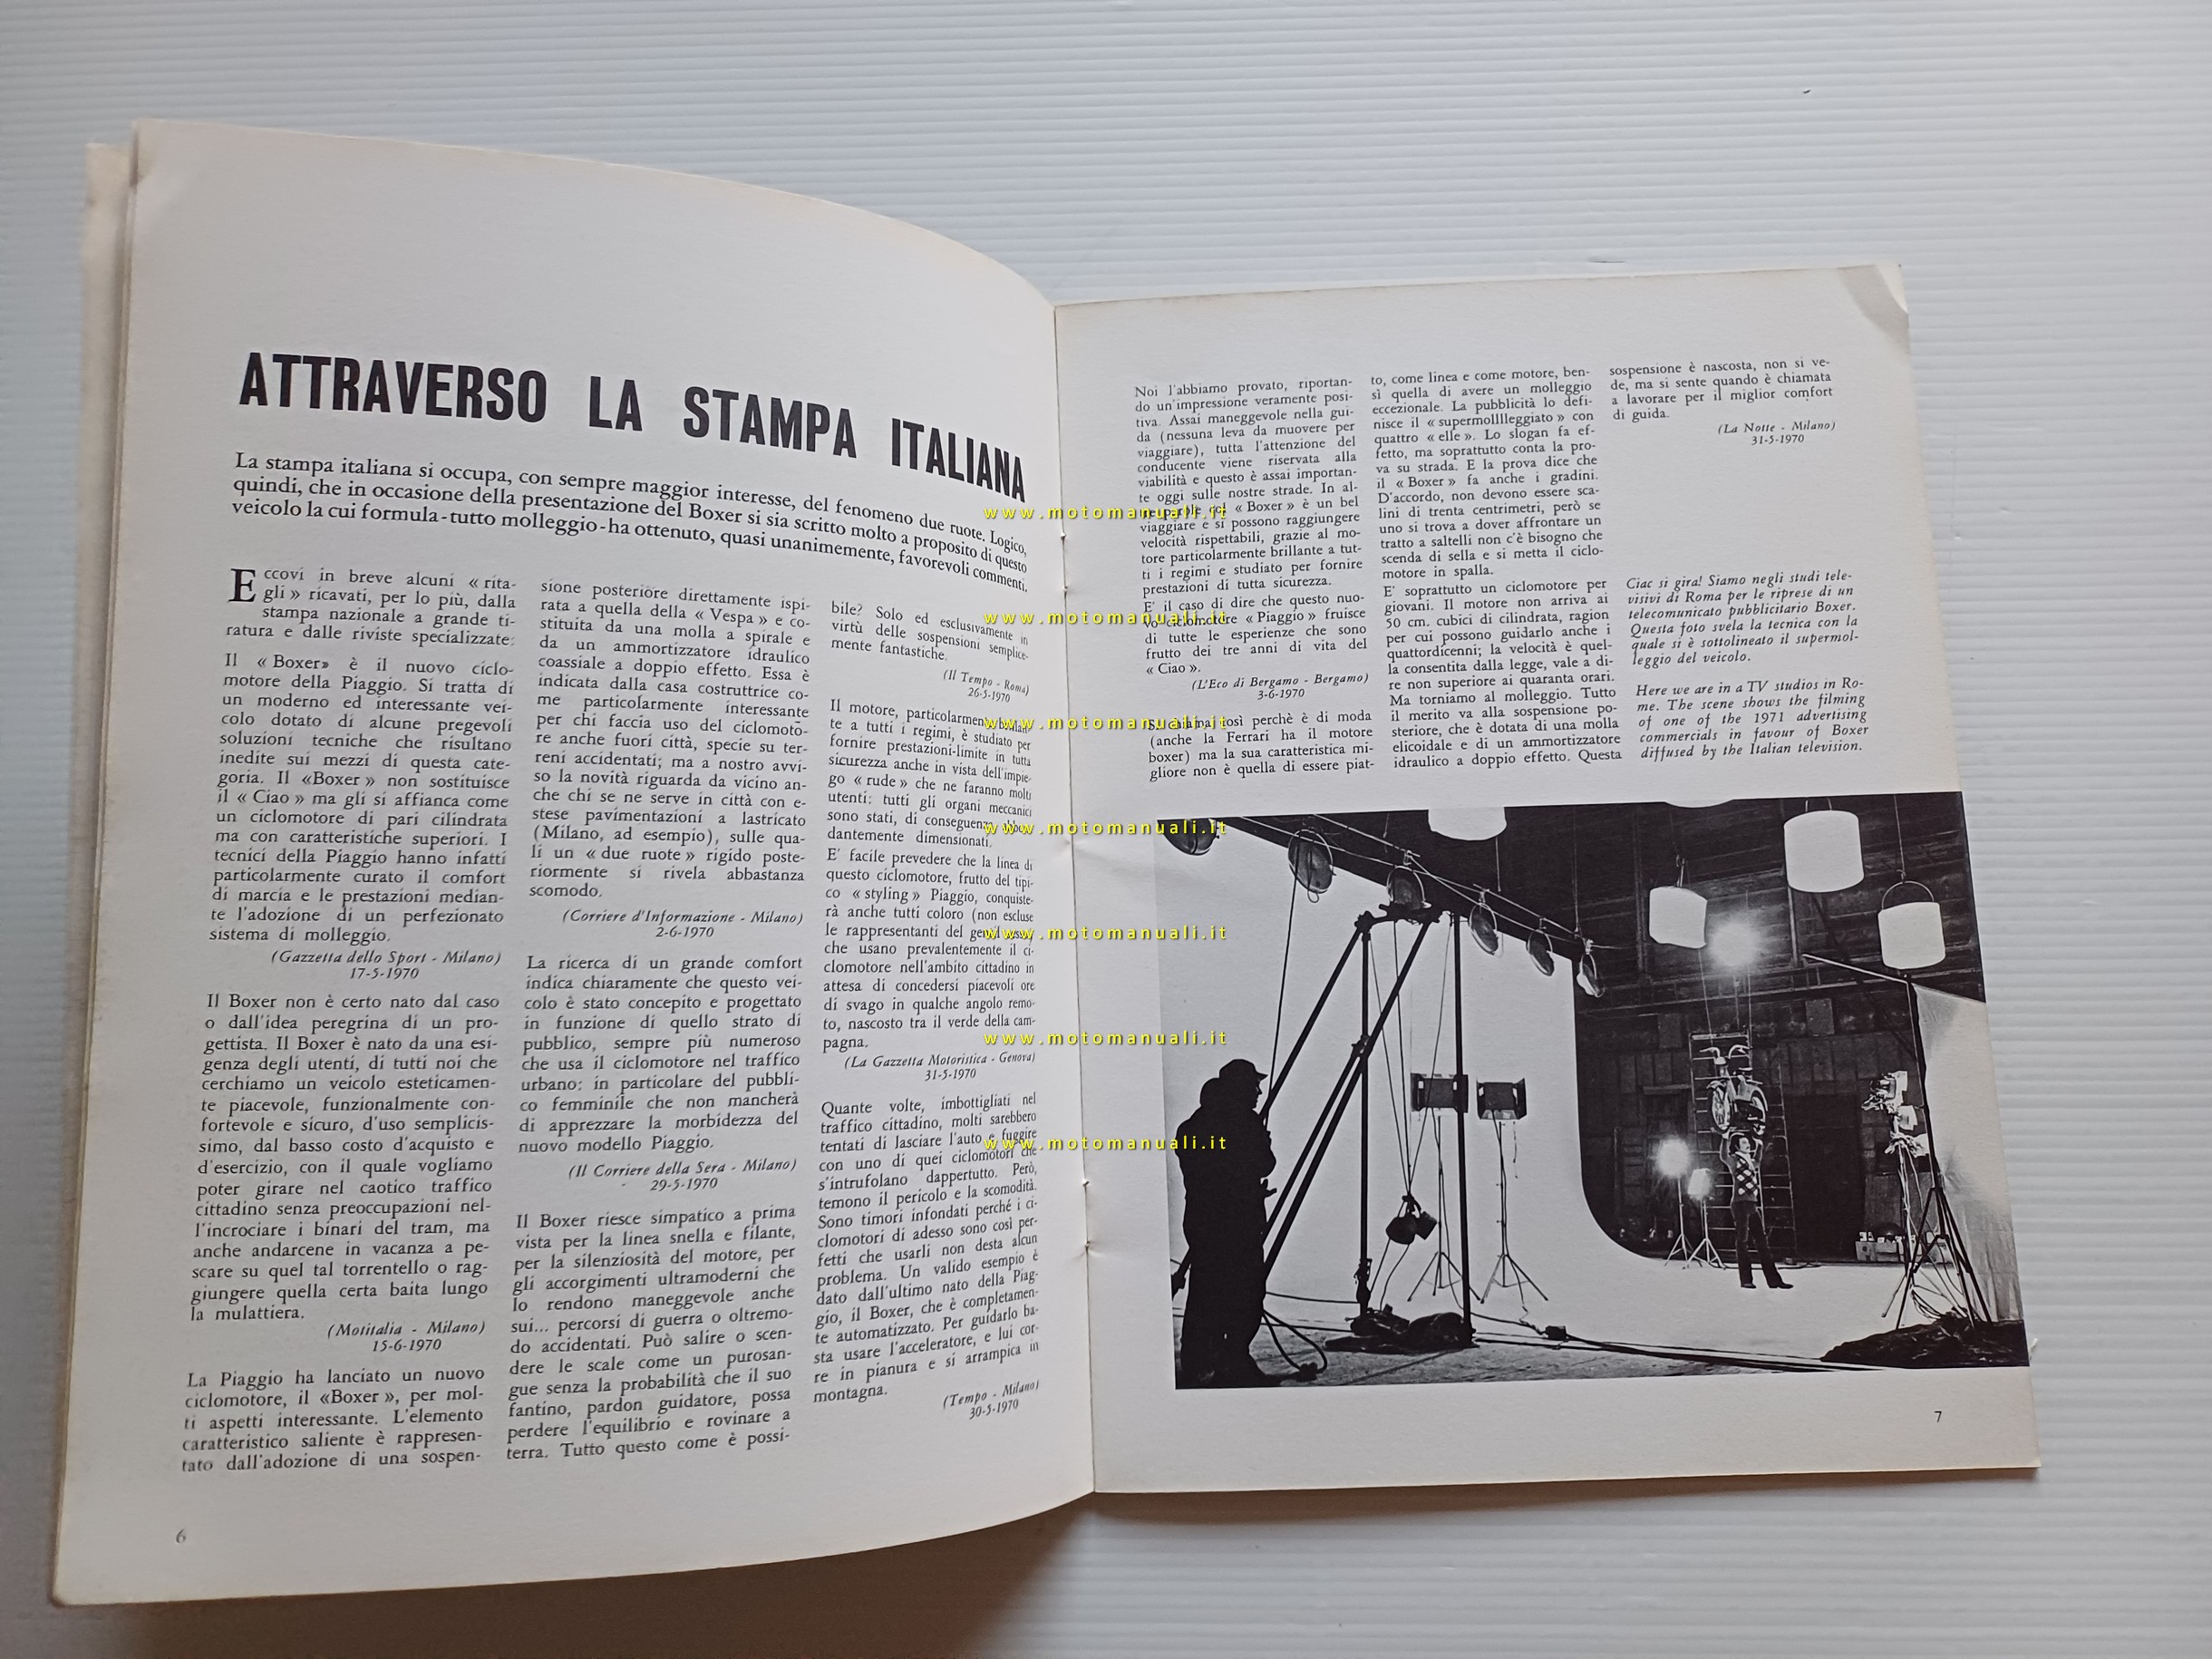 ATTRAVERSO LA STAMPA ITALIANA
La stampa italiana si occupa, con sempre maggior interesse, del fenomeno due ruote. Logico,
quindi, che in occasione della presentazione del Boxer si sia scritto molto a proposito di questo
veicolo la cui formula - tutto molleggio - ha ottenuto, quasi unanimemente, favorevoli commenti.
Eccovi in breve alcuni « rita-
gli » ricavati, per lo più, dalla
stampa nazionale a grande ti-
ratura e dalle riviste specializzate:
Il « Boxer» è il nuovo ciclo-
motore della Piaggio. Si tratta di
un moderno ed interessante vei-
colo dotato di alcune pregevoli
soluzioni tecniche che risultano
inedite sui mezzi di questa cate-
goria. Il «Boxer » non sostituisce
il « Ciao » ma gli si affianca come
un ciclomotore di pari cilindrata
ma con caratteristiche superiori. I
tecnici della Piaggio hanno infatti
particolarmente curato il comfort
di marcia e le prestazioni median-
te l'adozione di un perfezionato
sistema di molleggio.
(Gazzetta dello Sport - Milano)
17-5-1970
Il Boxer non è certo nato dal caso
o dall'idea peregrina di un pro-
gettista. Il Boxer è nato da una esi-
genza degli utenti, di tutti noi che
cerchiamo un veicolo esteticamen-
te piacevole, funzionalmente con-
fortevole e sicuro, d'uso semplicis-
simo, dal basso costo d'acquisto e
d'esercizio, con il quale vogliamo
poter girare nel caotico traffico
cittadino senza preoccupazioni nel-
l'incrociare i binari del tram, ma
anche andarcene in vacanza a pe-
scare su quel tal torrentello o rag-
giungere quella certa baita lungo
la mulattiera.
(Motitalia - Milano)
15-6-1970
La Piaggio ha lanciato un nuovo
ciclomotore, il «Boxer », per mol-
ti aspetti interessante. L'elemento
caratteristico saliente è rappresen-
tato dall'adozione di una sospen-
sione posteriore direttamente ispi-
rata a quella della « Vespa » e co-
stituita da una molla a spirale e
da un ammortizzatore idraulico
coassiale a doppio effetto. Essa è
indicata dalla casa costruttrice co-
me particolarmente interessante
per chi faccia uso del ciclomoto-
re anche fuori città, specie su ter-
reni accidentati; ma a nostro avvi-
so la novità riguarda da vicino an-
che chi se ne serve in città con e-
stese pavimentazioni a lastricato
(Milano, ad esempio), sulle qua-
li un « due ruote » rigido poste-
riormente si rivela abbastanza
scomodo.
(Corriere d'Informazione - Milano)
2-6-1970
La ricerca di un grande comfort
indica chiaramente che questo vei-
colo è stato concepito e progettato
in funzione di quello strato di
pubblico, sempre più numeroso
che usa il ciclomotore nel traffico
urbano: in particolare del pubbli-
co femminile che non mancherà
di apprezzare la morbidezza del
nuovo modello Piaggio.
(Il Corriere della Sera - Milano)
29-5-1970
Il Boxer riesce simpatico a prima
vista per la linea snella e filante,
per la silenziosità del motore, per
gli accorgimenti ultramoderni che
lo rendono maneggevole anche
sui... percorsi di guerra o oltremo-
do accidentati. Può salire o scen-
dere le scale come un purosan-
gue senza la probabilità che il suo
fantino, pardon guidatore, possa
perdere l'equilibrio e rovinare a
terra. Tutto questo come è possi-
bile? Solo ed esclusivamente in
virtù delle sospensioni semplice-
mente fantastiche.
(Il Tempo - Roma)
26-5-1970
Il motore, particolarmente brillan-
te a tutti i regimi, è studiato per
fornire prestazioni-limite in tutta
sicurezza anche in vista dell'impie-
go « rude » che ne faranno molti
utenti; tutti gli organi meccanici
sono stati, di conseguenza, abbon-
dantemente dimensionati.
E' facile prevedere che la linea di
questo ciclomotore, frutto del tipi-
co « styling » Piaggio, conquiste-
rà anche tutti coloro (non escluse
le rappresentanti del gentil sesso)
che usano prevalentemente il ci-
clomotore nell'ambito cittadino in
attesa di concedersi piacevoli ore
di svago in qualche angolo remo-
to, nascosto tra il verde della cam-
pagna.
(La Gazzetta Motoristica - Genova)
31-5-1970
Quante volte, imbottigliati nel
traffico cittadino, molti sarebbero
tentati di lasciare l'auto e fuggire
con uno di quei ciclomotori che
s'intrufolano dappertutto. Però,
temono il pericolo e la scomodità.
Sono timori infondati perché i ci-
clomotori di adesso sono così per-
fetti che usarli non desta alcun
problema. Un valido esempio è
dato dall'ultimo nato della Piag-
gio, il Boxer, che è completamen-
te automatizzato. Per guidarlo ba-
sta usare l'acceleratore, e lui cor-
re in pianura e si arrampica in
montagna.
(Tempo - Milano)
30-5-1970
6
Noi l'abbiamo provato, riportan-
do un'impressione veramente posi-
tiva. Assai maneggevole nella gui-
da (nessuna leva da muovere per
viaggiare), tutta l'attenzione del
conducente viene riservata alla
viabilità e questo è assai importan-
te oggi sulle nostre strade. In al-
tre parole col « Boxer » è un bel
viaggiare e si possono raggiungere
velocità rispettabili, grazie al mo-
tore particolarmente brillante a tut-
ti i regimi e studiato per fornire
prestazioni di tutta sicurezza.
E' il caso di dire che questo nuo-
vo ciclomotore « Piaggio » fruisce
di tutte le esperienze che sono
frutto dei tre anni di vita del
« Ciao ».
(L'Eco di Bergamo - Bergamo)
3-6-1970
Si chiama così perchè è di moda
(anche la Ferrari ha il motore
boxer) ma la sua caratteristica mi-
gliore non è quella di essere piat-
to, come linea e come motore, ben-
sì quella di avere un molleggio
eccezionale. La pubblicità lo defi-
nisce il « supermollleggiato » con
quattro « elle ». Lo slogan fa ef-
fetto, ma soprattutto conta la pro-
va su strada. E la prova dice che
il « Boxer » fa anche i gradini.
D'accordo, non devono essere sca-
lini di trenta centrimetri, però se
uno si trova a dover affrontare un
tratto a saltelli non c'è bisogno che
scenda di sella e si metta il ciclo-
motore in spalla.
E' soprattutto un ciclomotore per
giovani. Il motore non arriva ai
50 cm. cubici di cilindrata, ragion
per cui possono guidarlo anche i
quattordicenni; la velocità è quel-
la consentita dalla legge, vale a di-
re non superiore ai quaranta orari.
Ma torniamo al molleggio. Tutto
il merito va alla sospensione po-
steriore, che è dotata di una molla
elicoidale e di un ammortizzatore
idraulico a doppio effetto. Questa
sospensione è nascosta, non si ve-
de, ma si sente quando è chiamata
a lavorare per il miglior comfort
di guida.
(La Notte - Milano)
31-5-1970
Ciac si gira! Siamo negli studi tele-
visivi di Roma per le riprese di un
telecomunicato pubblicitario Boxer.
Questa foto svela la tecnica con la
quale si è sottolineato il supermol-
leggio del veicolo.
Here we are in a TV studios in Ro-
me. The scene shows the filming
of one of the 1971 advertising
commercials in favour of Boxer
diffused by the Italian television.
7
www.motomanuali.it
www.motomanuali.it
www.motomanuali.it
www.motomanuali.it
www.motomanuali.it
www.motomanuali.it
www.motomanuali.it